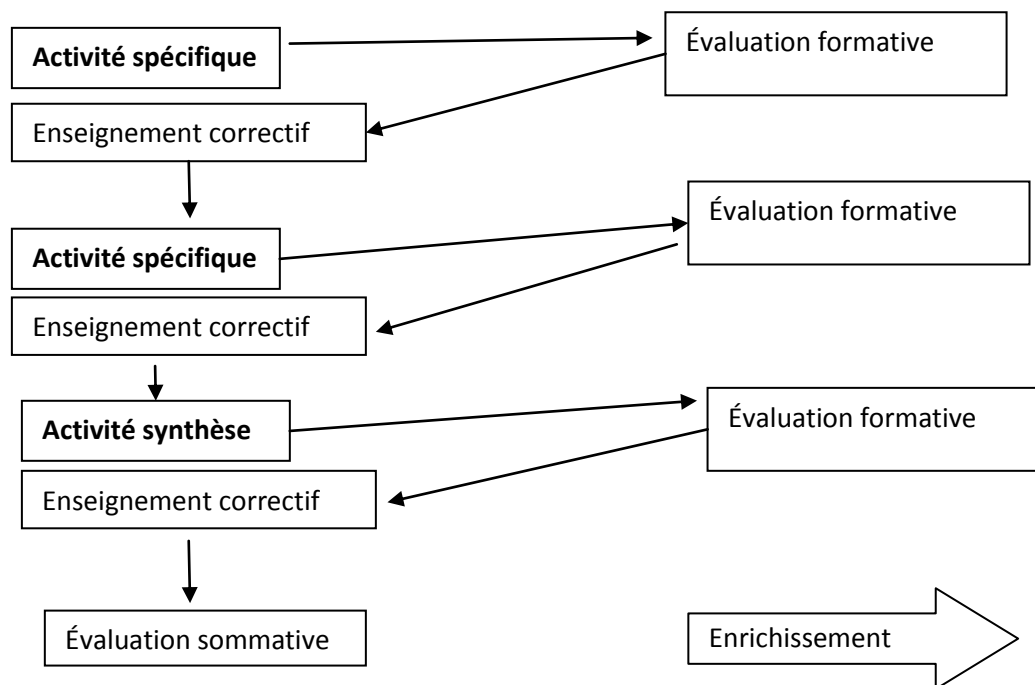 Activité spécifique
Évaluation formative
Enseignement correctif
Évaluation formative
Activité spécifique
Enseignement correctif
Évaluation formative
Activité synthèse
Enseignement correctif
Évaluation sommative
Enrichissement